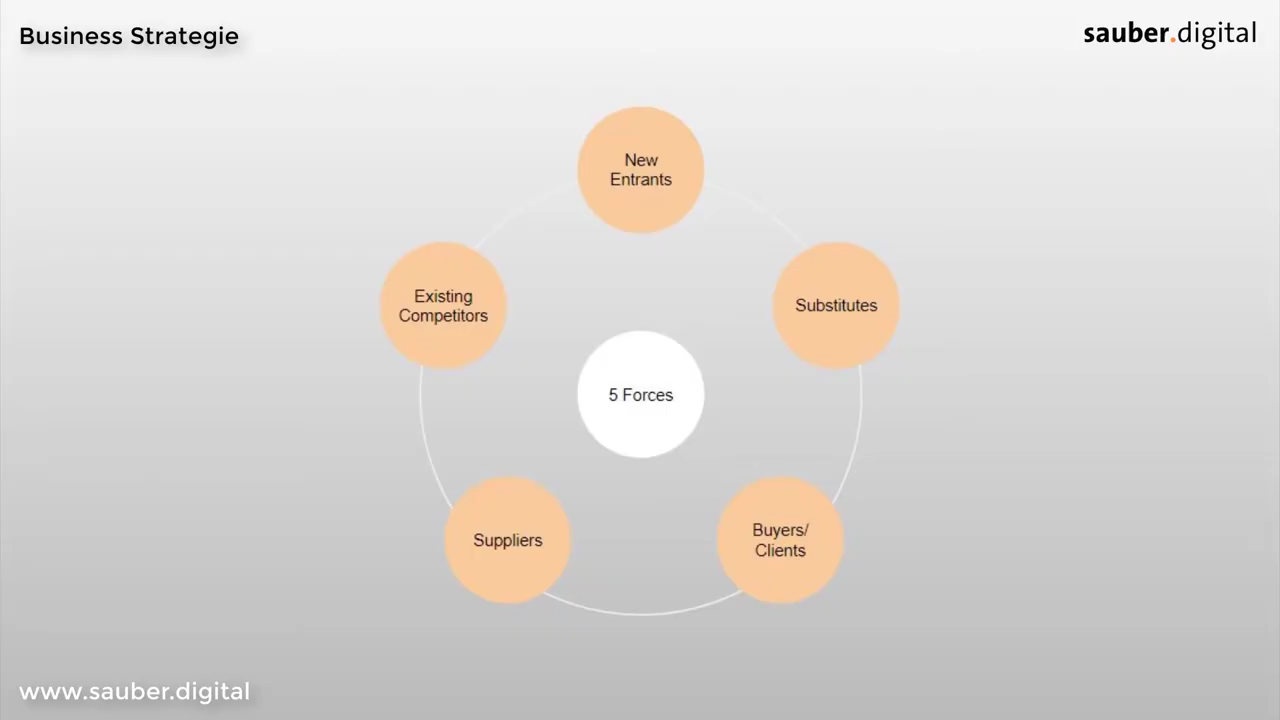 Business Strategie
sauber.digital
New
Entrants
Existing
Competitors
Substitutes
5 Forces
Suppliers
Buyers/
Clients
www.sauber.digital